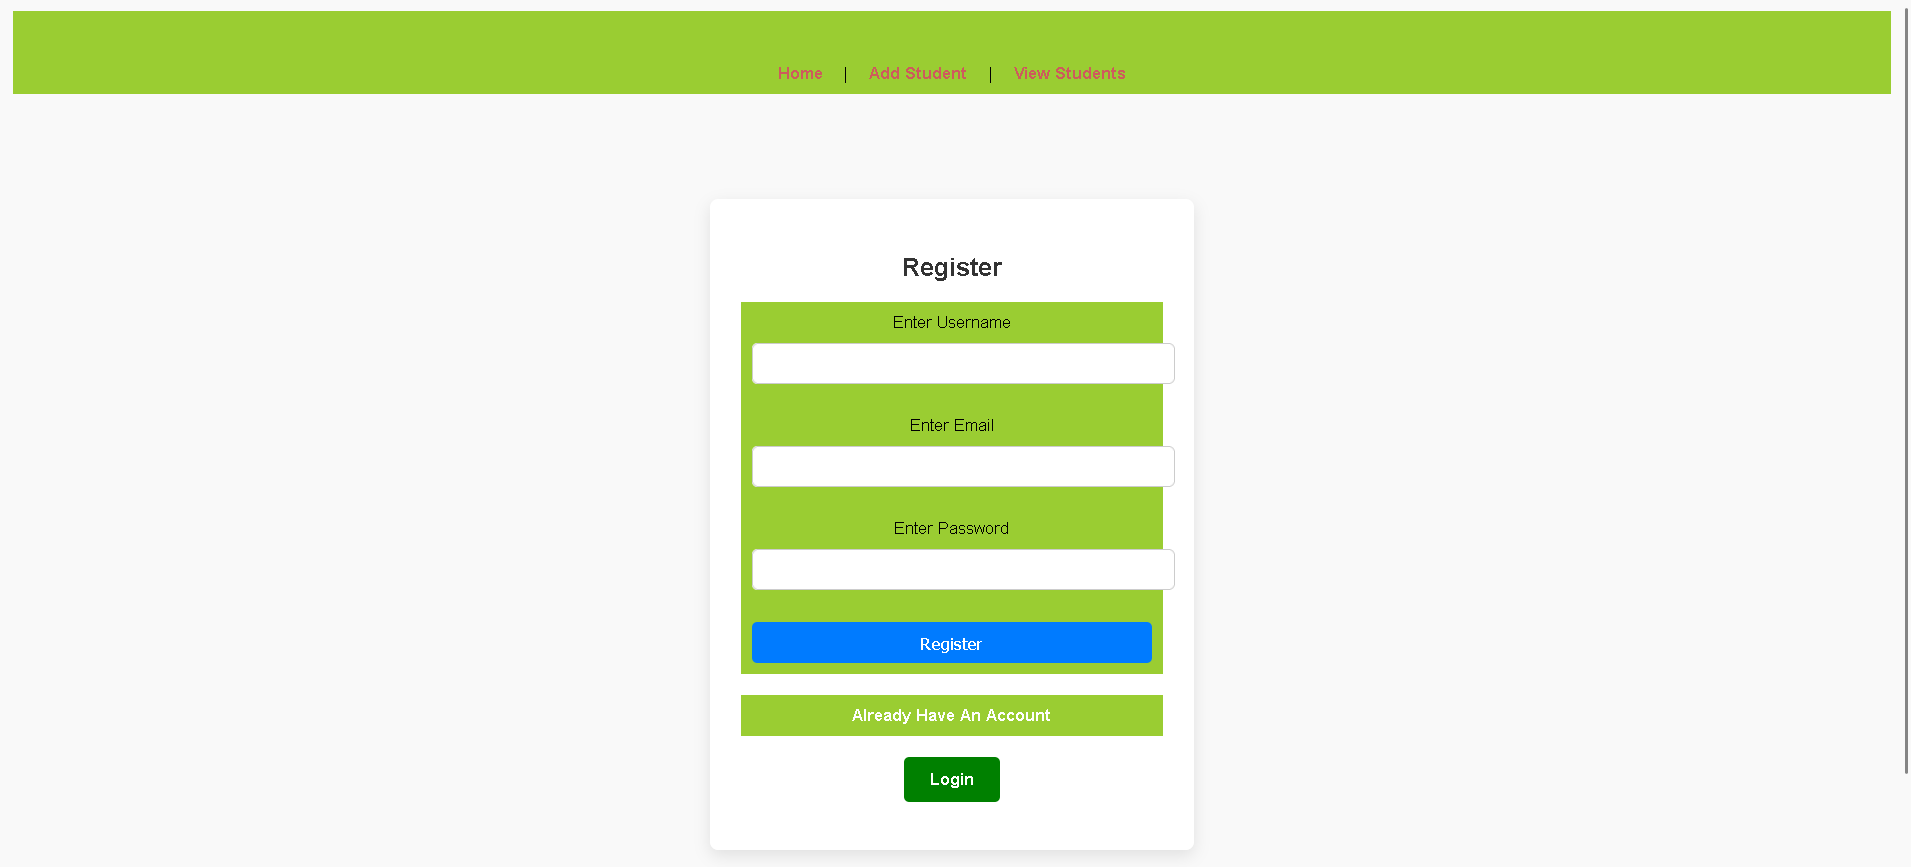 Home | Add Student | View Students
Register
Enter Username
Enter Email
Enter Password
Register
Already Have An Account
Login